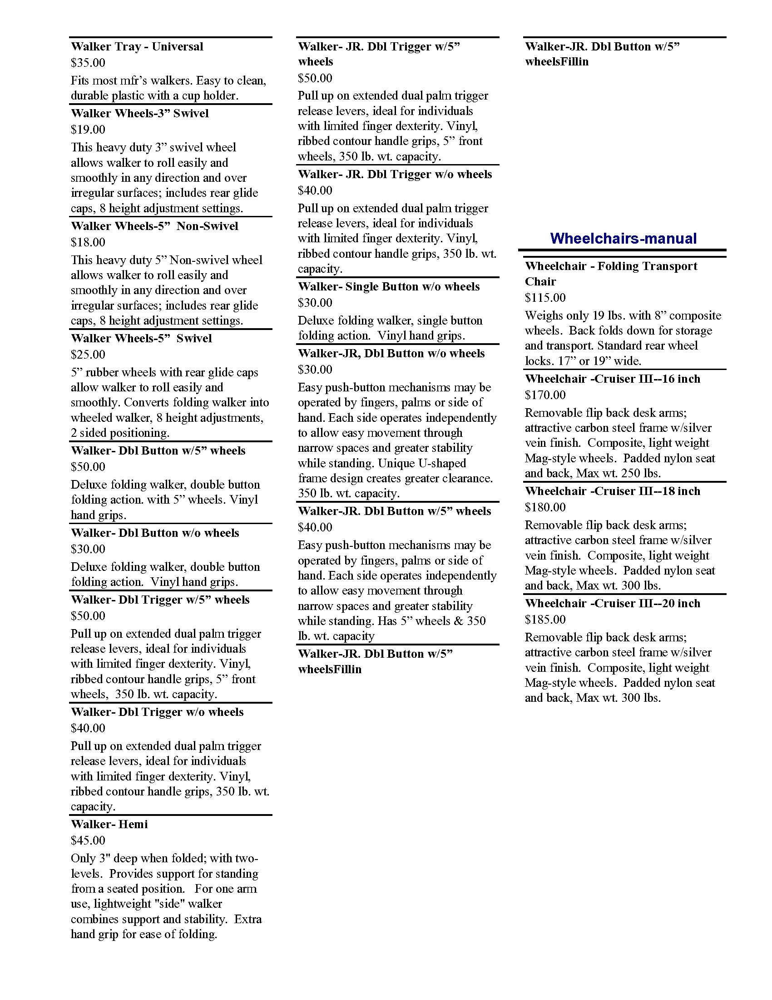 Walker Tray - Universal
$35.00
Fits most mfr’s walkers. Easy to clean,
durable plastic with a cup holder.
Walker Wheels-3” Swivel
$19.00
This heavy duty 3” swivel wheel
allows walker to roll easily and
smoothly in any direction and over
irregular surfaces; includes rear glide
caps, 8 height adjustment settings.
Walker Wheels-5”  Non-Swivel
$18.00
This heavy duty 5” Non-swivel wheel
allows walker to roll easily and
smoothly in any direction and over
irregular surfaces; includes rear glide
caps, 8 height adjustment settings.
Walker Wheels-5”  Swivel
$25.00
5” rubber wheels with rear glide caps
allow walker to roll easily and
smoothly. Converts folding walker into
wheeled walker, 8 height adjustments,
2 sided positioning.
Walker- Dbl Button w/5” wheels
$50.00
Deluxe folding walker, double button
folding action. with 5” wheels. Vinyl
hand grips.
Walker- Dbl Button w/o wheels
$30.00
Deluxe folding walker, double button
folding action.  Vinyl hand grips.
Walker- Dbl Trigger w/5” wheels
$50.00
Pull up on extended dual palm trigger
release levers, ideal for individuals
with limited finger dexterity. Vinyl,
ribbed contour handle grips, 5” front
wheels,  350 lb. wt. capacity.
Walker- Dbl Trigger w/o wheels
$40.00
Pull up on extended dual palm trigger
release levers, ideal for individuals
with limited finger dexterity. Vinyl,
ribbed contour handle grips, 350 lb. wt.
capacity.
Walker- Hemi
$45.00
Only 3" deep when folded; with two-
levels.  Provides support for standing
from a seated position.   For one arm
use, lightweight "side" walker
combines support and stability.  Extra
hand grip for ease of folding.
Walker- JR. Dbl Trigger w/5”
wheels
$50.00
Pull up on extended dual palm trigger
release levers, ideal for individuals
with limited finger dexterity. Vinyl,
ribbed contour handle grips, 5” front
wheels, 350 lb. wt. capacity.
Walker- JR. Dbl Trigger w/o wheels
$40.00
Pull up on extended dual palm trigger
release levers, ideal for individuals
with limited finger dexterity. Vinyl,
ribbed contour handle grips, 350 lb. wt.
capacity.
Walker- Single Button w/o wheels
$30.00
Deluxe folding walker, single button
folding action.  Vinyl hand grips.
Walker-JR, Dbl Button w/o wheels
$30.00
Easy push-button mechanisms may be
operated by fingers, palms or side of
hand. Each side operates independently
to allow easy movement through
narrow spaces and greater stability
while standing. Unique U-shaped
frame design creates greater clearance.
350 lb. wt. capacity.
Walker-JR. Dbl Button w/5” wheels
$40.00
Easy push-button mechanisms may be
operated by fingers, palms or side of
hand. Each side operates independently
to allow easy movement through
narrow spaces and greater stability
while standing. Has 5” wheels & 350
lb. wt. capacity
Walker-JR. Dbl Button w/5”
wheelsFillin
Walker-JR. Dbl Button w/5”
wheelsFillin
Wheelchairs-manual
Wheelchair - Folding Transport
Chair
$115.00
Weighs only 19 lbs. with 8” composite
wheels.  Back folds down for storage
and transport. Standard rear wheel
locks. 17” or 19” wide.
Wheelchair -Cruiser III--16 inch
$170.00
Removable flip back desk arms;
attractive carbon steel frame w/silver
vein finish.  Composite, light weight
Mag-style wheels.  Padded nylon seat
and back, Max wt. 250 lbs.
Wheelchair -Cruiser III--18 inch
$180.00
Removable flip back desk arms;
attractive carbon steel frame w/silver
vein finish.  Composite, light weight
Mag-style wheels.  Padded nylon seat
and back, Max wt. 300 lbs.
Wheelchair -Cruiser III--20 inch
$185.00
Removable flip back desk arms;
attractive carbon steel frame w/silver
vein finish.  Composite, light weight
Mag-style wheels.  Padded nylon seat
and back, Max wt. 300 lbs.